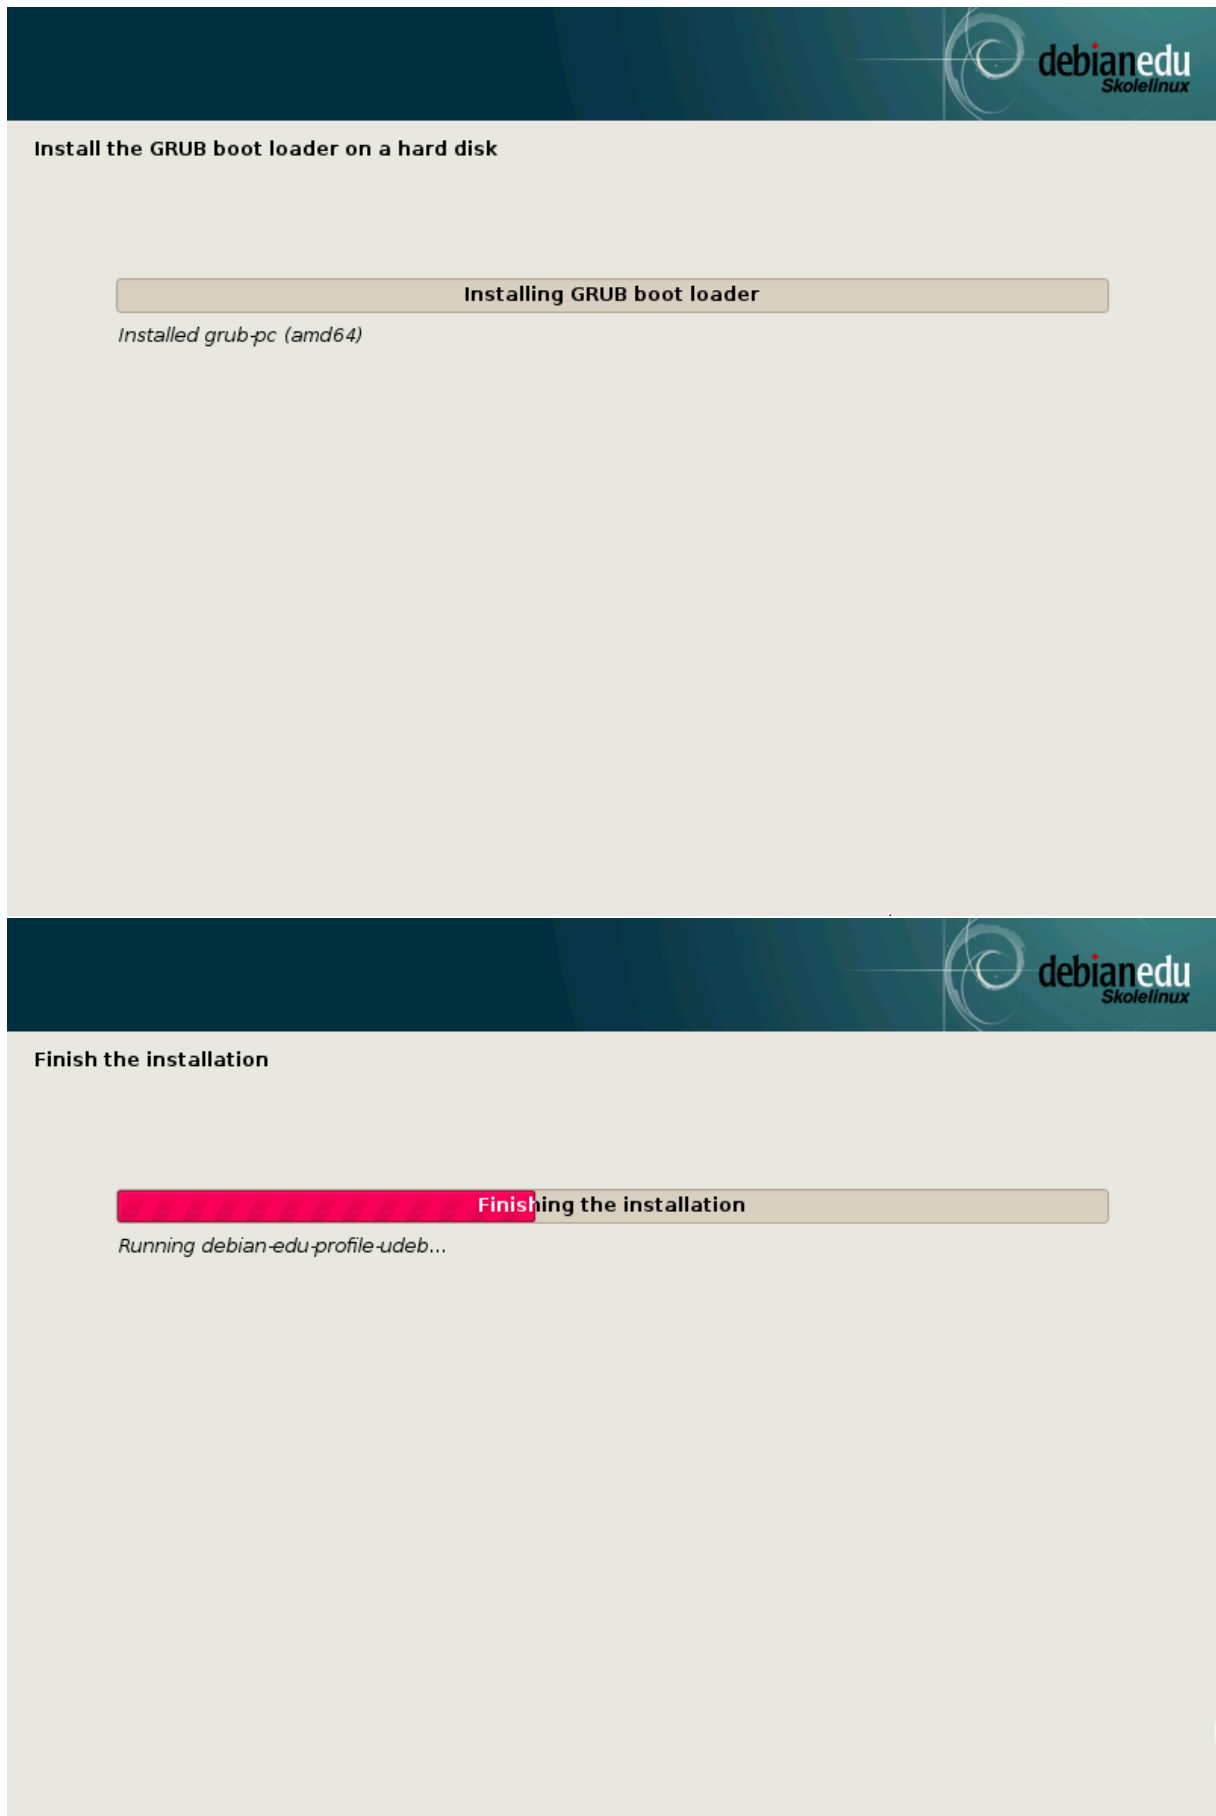 debianedu
Skolelinux
Install the GRUB boot loader on a hard disk
Installing GRUB boot loader
Installed grub-pc (amd64)
debianedu
Skolelinux
Finish the installation
Finishing the installation
Running debian-edu-profile-udeb...